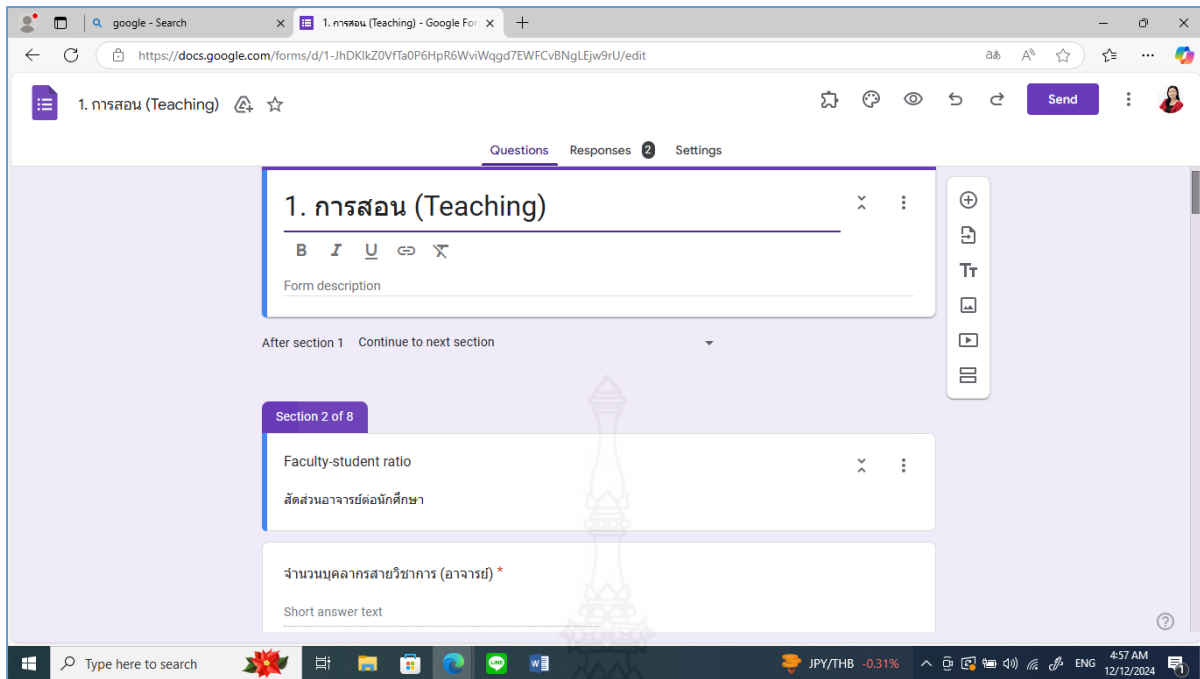 google - Search
1. การสอน (Teaching) - Google For
https://docs.google.com/forms/d/1-JhDKIkZ0VfTa0P6HpR6WviWqgd7EWFCvBNgLEjw9rU/edit
1. การสอน (Teaching)
Send
Questions Responses 2 Settings
1. การสอน (Teaching)
B I U
Form description
After section 1 Continue to next section
Section 2 of 8
Faculty-student ratio
สัดส่วนอาจารย์ต่อนักศึกษา
จำนวนบุคลากรสายวิชาการ (อาจารย์) *
Short answer text
Type here to search
JPY/THB -0.31%
ENG
4:57 AM
12/12/2024
1